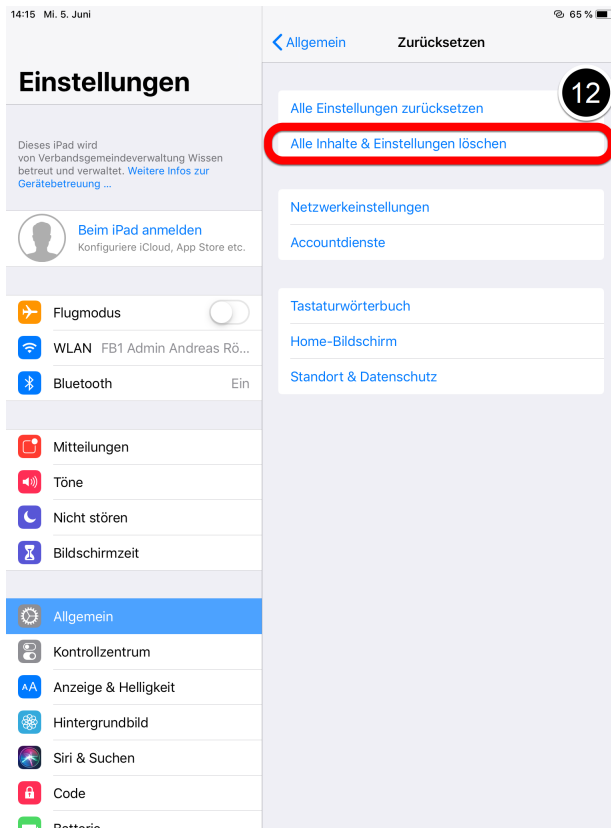 14:15 Mi. 5. Juni
65 %
Einstellungen
Dieses iPad wird
von Verbandsgemeindeverwaltung Wissen
betreut und verwaltet. Weitere Infos zur
Gerätebetreuung ...
Beim iPad anmelden
Konfiguriere iCloud, App Store etc.
Flugmodus
WLAN FB1 Admin Andreas Rö...
Bluetooth Ein
Mitteilungen
Töne
Nicht stören
Bildschirmzeit
Allgemein
Kontrollzentrum
AA Anzeige & Helligkeit
Hintergrundbild
Siri & Suchen
Code
Batterie
Allgemein Zurücksetzen
12
Alle Einstellungen zurücksetzen
Alle Inhalte & Einstellungen löschen
Netzwerkeinstellungen
Accountdienste
Tastaturwörterbuch
Home-Bildschirm
Standort & Datenschutz